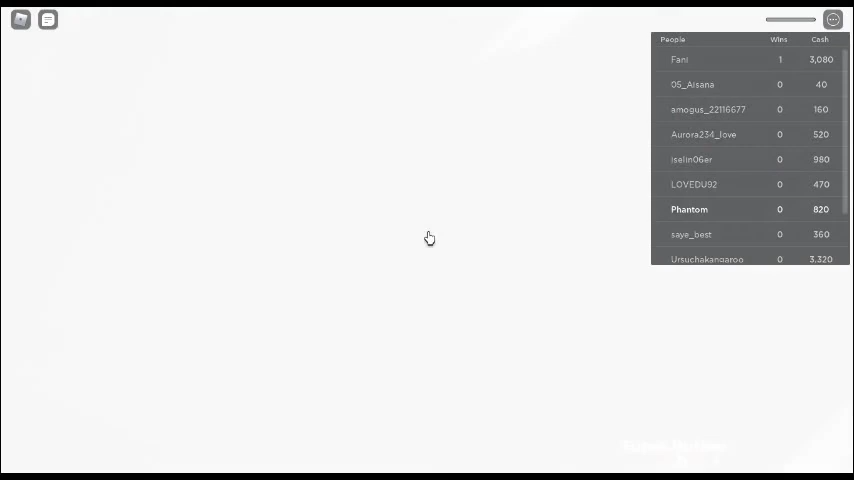 People Wins Cash
Fani 1 3,080
05_Aisana 0 40
amogus_22116677 0 160
Aurora234_love 0 520
iselin06er 0 980
LOVEDU92 0 470
Phantom 0 820
saye_best 0 360
Ursuchakangaroo 0 3,320